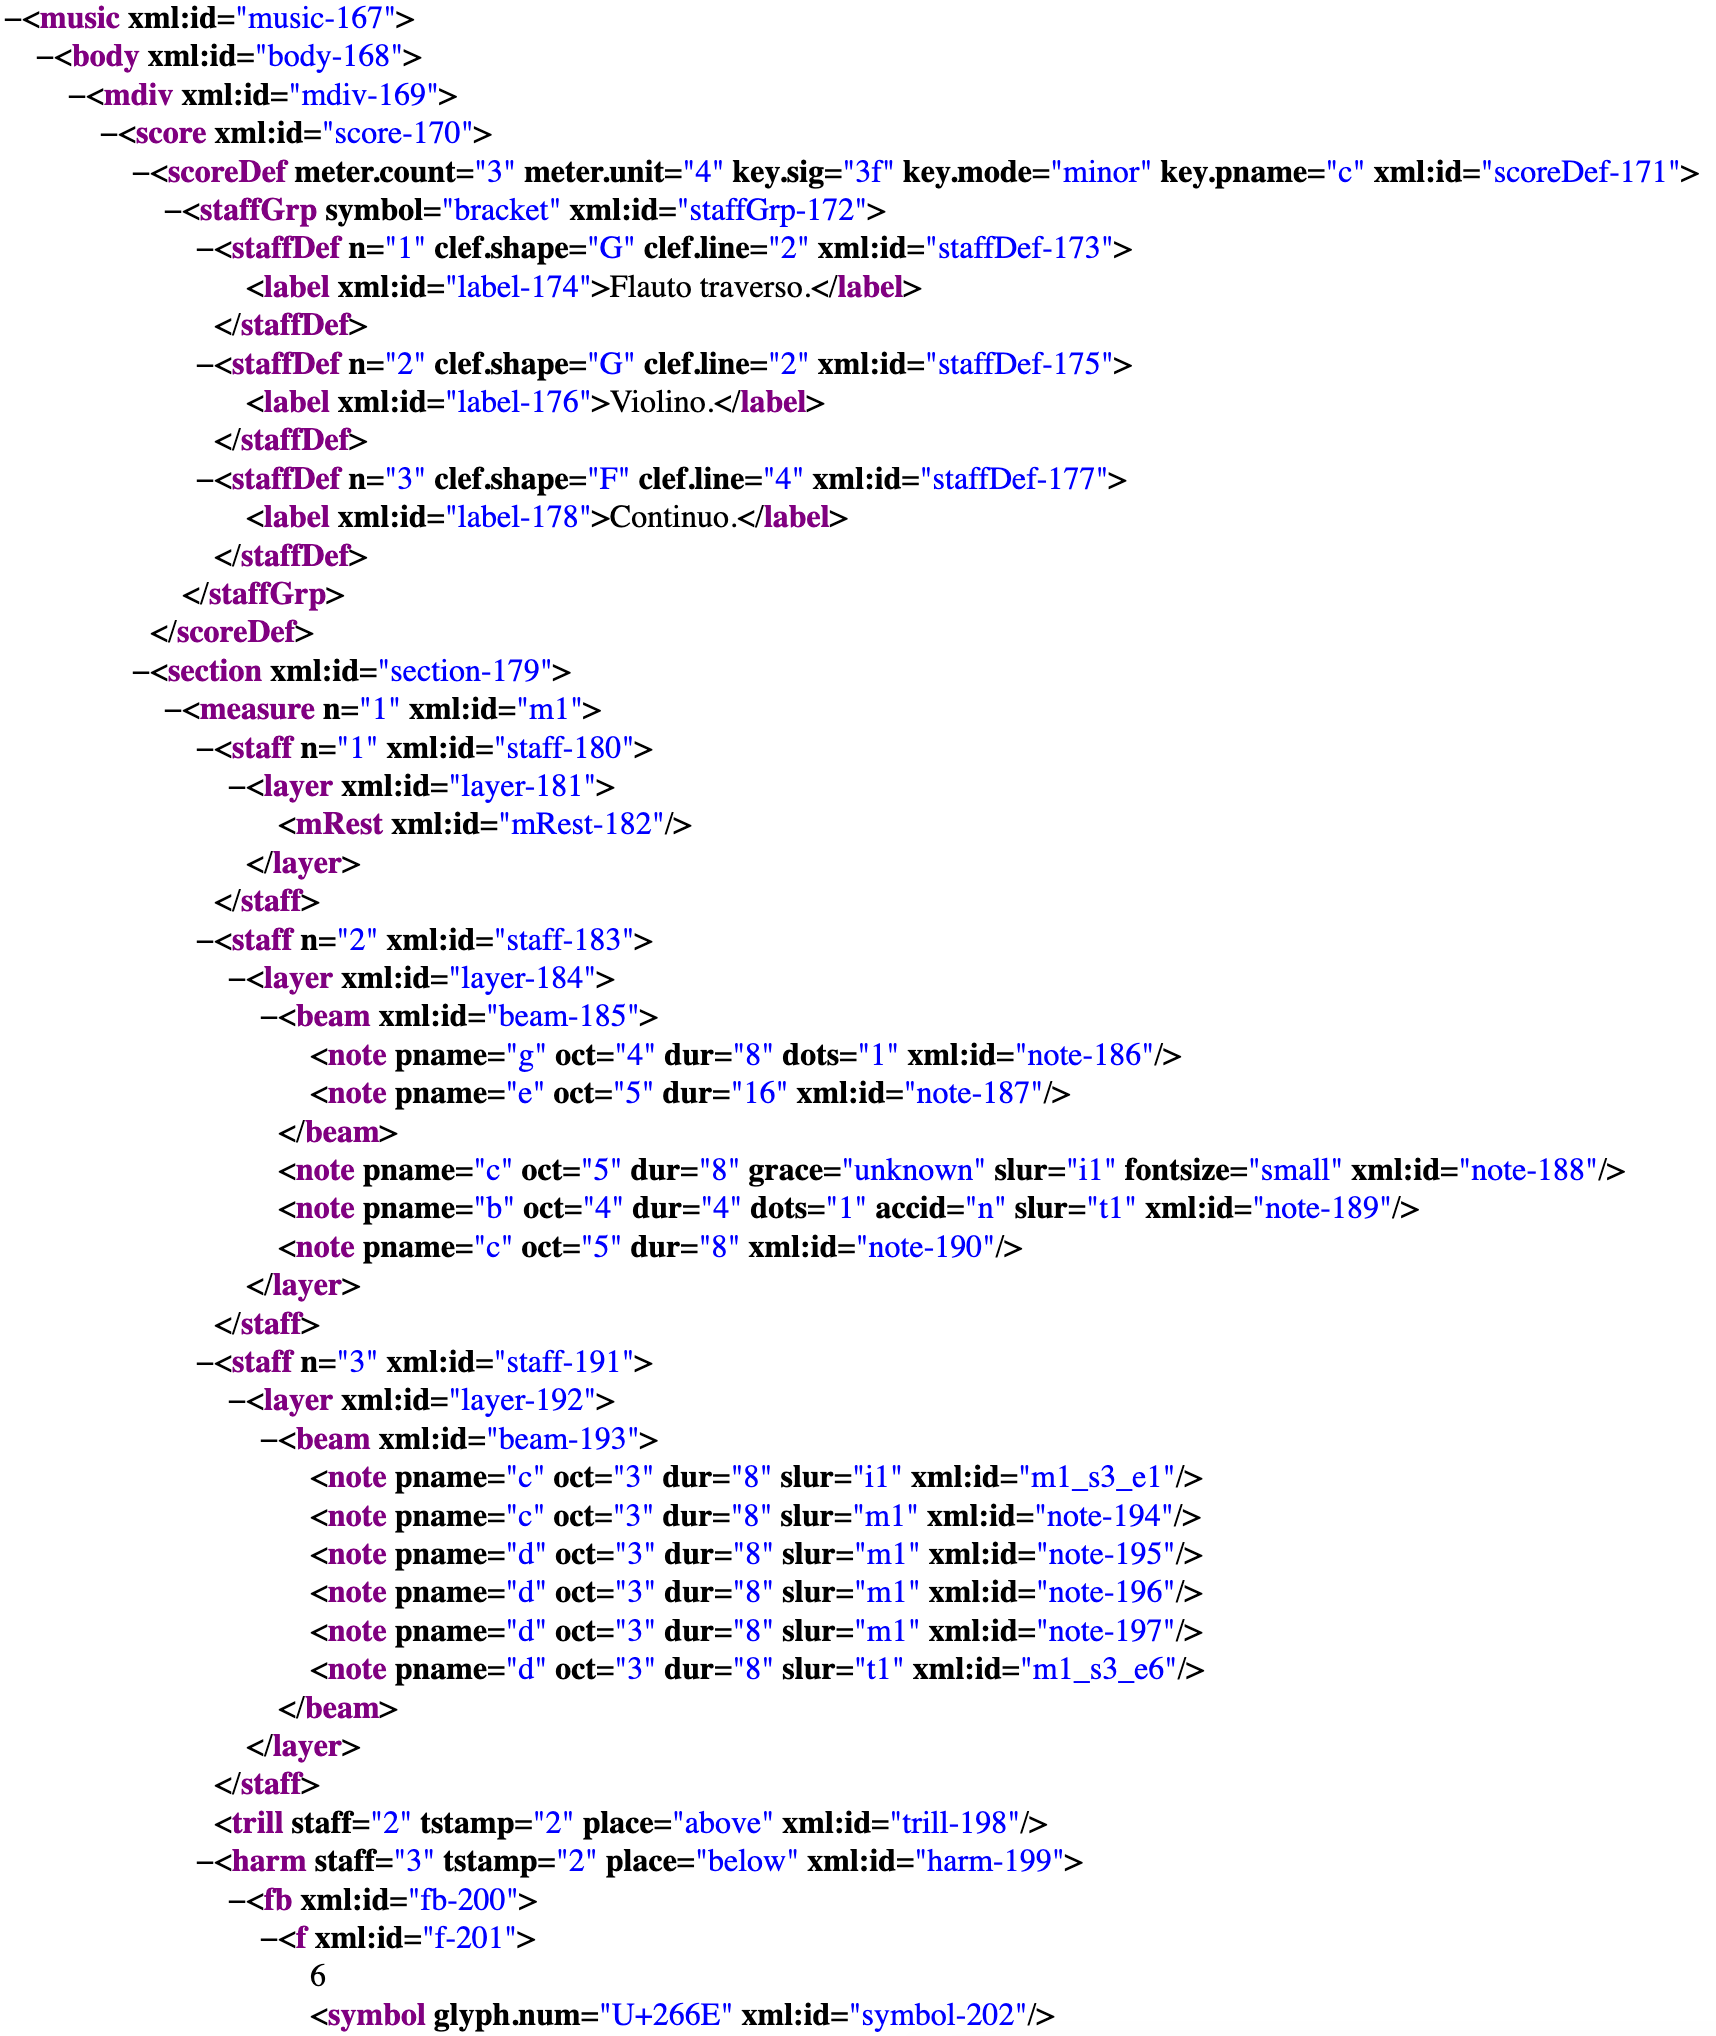 −<music xml:id="music-167">
−<body xml:id="body-168">
−<mdiv xml:id="mdiv-169">
−<score xml:id="score-170">
−<scoreDef meter.count="3" meter.unit="4" key.sig="3f" key.mode="minor" key.pname="c" xml:id="scoreDef-171">
−<staffGrp symbol="bracket" xml:id="staffGrp-172">
−<staffDef n="1" clef.shape="G" clef.line="2" xml:id="staffDef-173">
<label xml:id="label-174">Flauto traverso.</label>
</staffDef>
−<staffDef n="2" clef.shape="G" clef.line="2" xml:id="staffDef-175">
<label xml:id="label-176">Violino.</label>
</staffDef>
−<staffDef n="3" clef.shape="F" clef.line="4" xml:id="staffDef-177">
<label xml:id="label-178">Continuo.</label>
</staffDef>
</staffGrp>
</scoreDef>
−<section xml:id="section-179">
−<measure n="1" xml:id="m1">
−<staff n="1" xml:id="staff-180">
−<layer xml:id="layer-181">
<mRest xml:id="mRest-182"/>
</layer>
</staff>
−<staff n="2" xml:id="staff-183">
−<layer xml:id="layer-184">
−<beam xml:id="beam-185">
<note pname="g" oct="4" dur="8" dots="1" xml:id="note-186"/>
<note pname="e" oct="5" dur="16" xml:id="note-187"/>
</beam>
<note pname="c" oct="5" dur="8" grace="unknown" slur="i1" fontsize="small" xml:id="note-188"/>
<note pname="b" oct="4" dur="4" dots="1" accid="n" slur="t1" xml:id="note-189"/>
<note pname="c" oct="5" dur="8" xml:id="note-190"/>
</layer>
</staff>
−<staff n="3" xml:id="staff-191">
−<layer xml:id="layer-192">
−<beam xml:id="beam-193">
<note pname="c" oct="3" dur="8" slur="i1" xml:id="m1_s3_e1"/>
<note pname="c" oct="3" dur="8" slur="m1" xml:id="note-194"/>
<note pname="d" oct="3" dur="8" slur="m1" xml:id="note-195"/>
<note pname="d" oct="3" dur="8" slur="m1" xml:id="note-196"/>
<note pname="d" oct="3" dur="8" slur="m1" xml:id="note-197"/>
<note pname="d" oct="3" dur="8" slur="t1" xml:id="m1_s3_e6"/>
</beam>
</layer>
</staff>
<trill staff="2" tstamp="2" place="above" xml:id="trill-198"/>
−<harm staff="3" tstamp="2" place="below" xml:id="harm-199">
−<fb xml:id="fb-200">
−<f xml:id="f-201">
6
<symbol glyph.num="U+266E" xml:id="symbol-202"/>